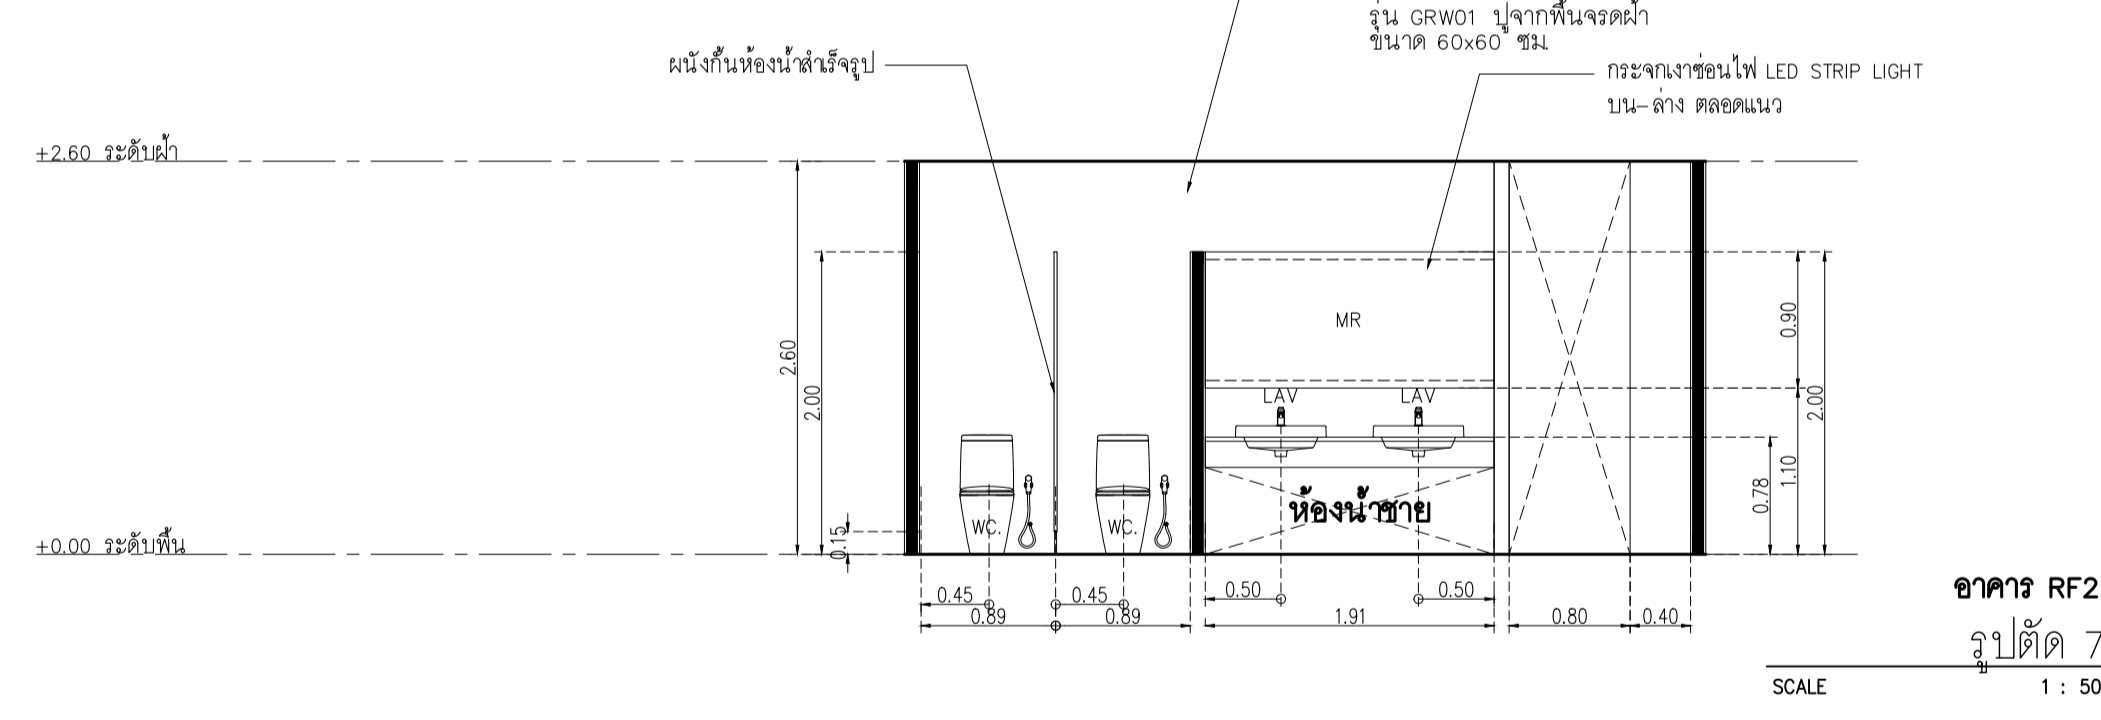 รุ่น GRW01 ปูจากพื้นจรดฝ้า
ขนาด 60x60 ซม.
ผนังกั้นห้องน้ำสำเร็จรูป
กระจกเงาซ่อนไฟ LED STRIP LIGHT
บน-ล่าง ตลอดแนว
+2.60 ระดับฝ้า
2.60
2.00
MR
0.90
2.00
LAV
LAV
1.10
0.78
ห้องน้ำชาย
WC.
WC.
0.15
+0.00 ระดับพื้น
0.45
0.45
0.50
0.50
0.89
0.89
1.91
0.80
0.40
อาคาร RF2
รูปตัด 7
SCALE 1 : 50